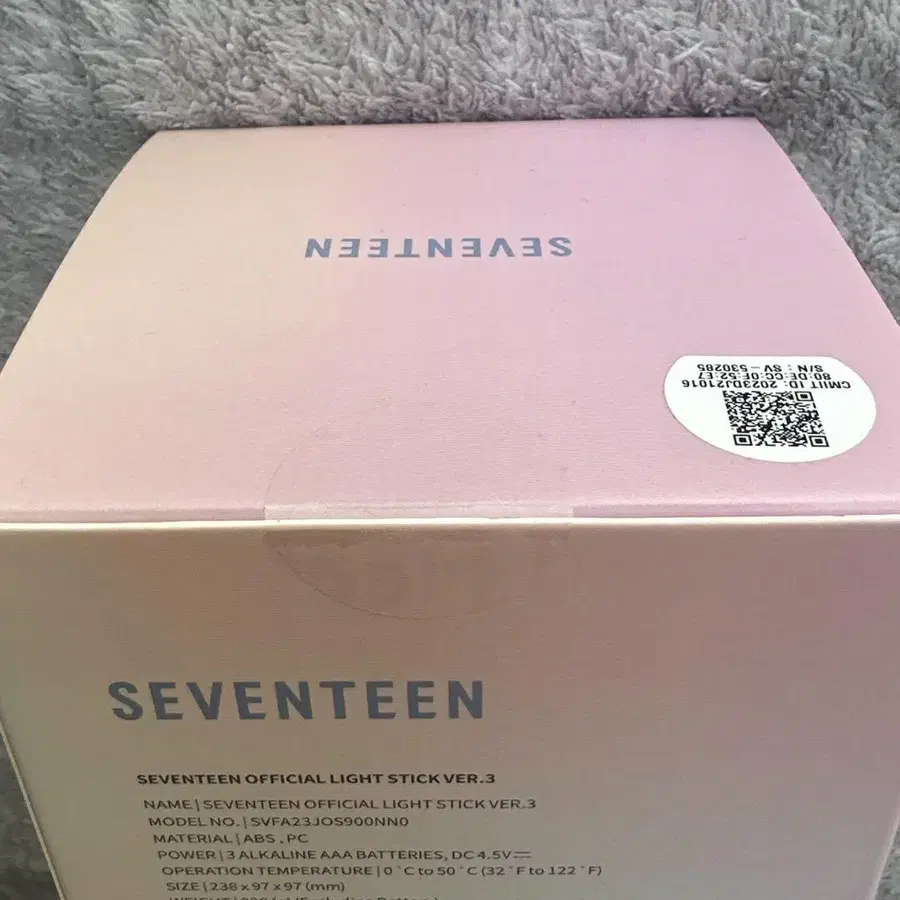 SEVENTEEN
CMIIT ID: 2023DJ21016
80:DE:CC:0F:52:E7
S/N : SV - 530285
SEVENTEEN
SEVENTEEN OFFICIAL LIGHT STICK VER.3
NAME | SEVENTEEN OFFICIAL LIGHT STICK VER.3
MODEL NO. | SVFA23JOS900NN0
MATERIAL | ABS , PC
POWER | 3 ALKALINE AAA BATTERIES, DC 4.5V⎓
OPERATION TEMPERATURE | 0 °C to 50 °C (32 °F to 122 °F)
SIZE | 238 x 97 x 97 (mm)